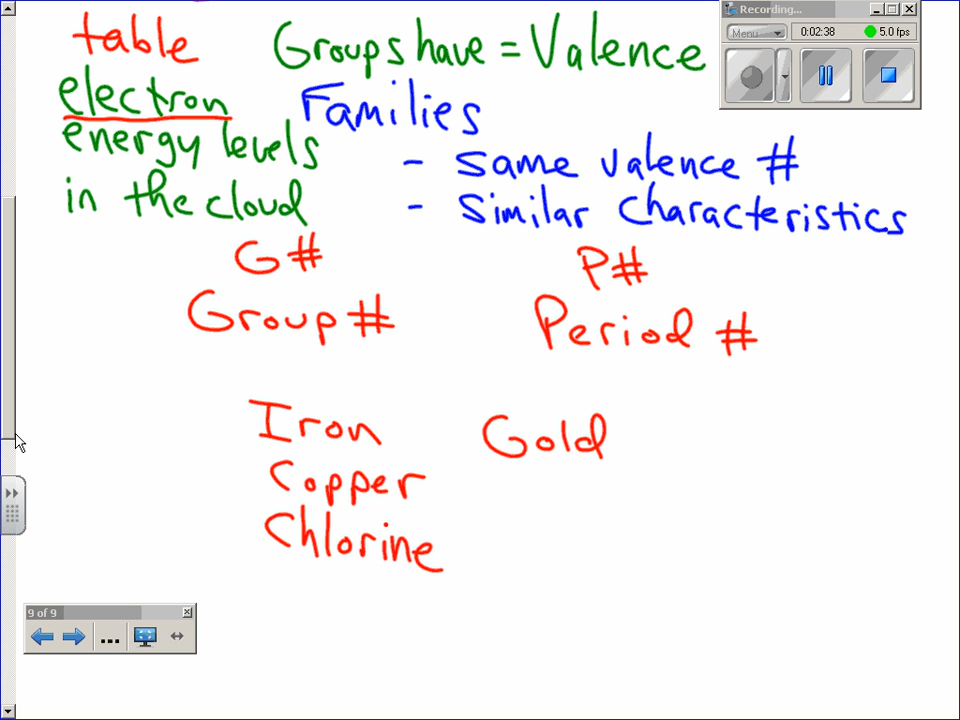 Recording...
Menu
0:02:38
5.0 fps
table
Groups have = Valence
electron
energy levels
in the cloud
Families
- same valence #
- similar characteristics
G#
P#
Group #
Period #
Iron
Gold
Copper
Chlorine
9 of 9
...